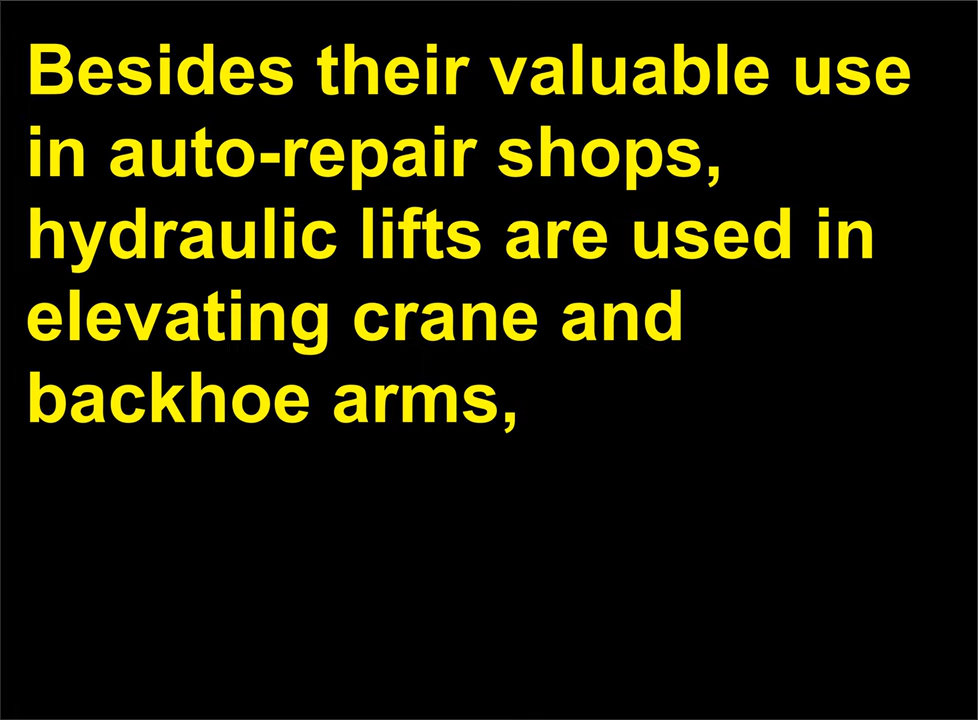 Besides their valuable use
in auto-repair shops,
hydraulic lifts are used in
elevating crane and
backhoe arms,